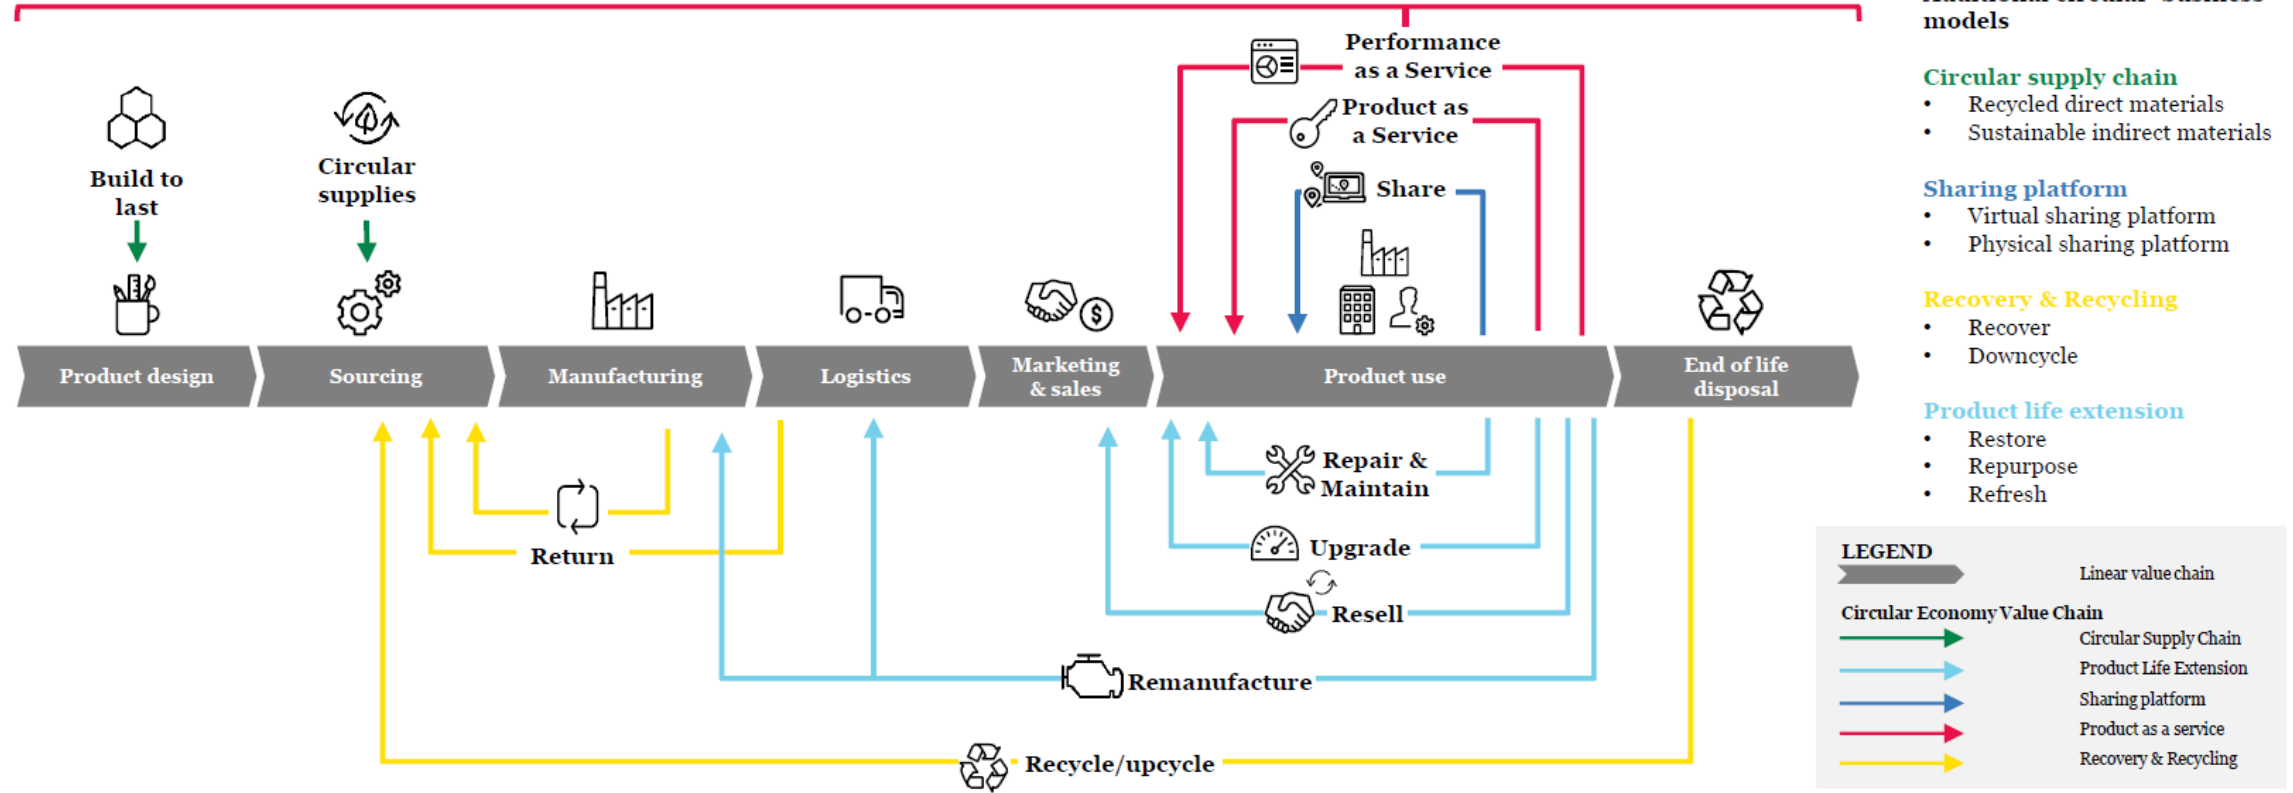 Additional circular business
models
Circular supply chain
• Recycled direct materials
• Sustainable indirect materials
Sharing platform
• Virtual sharing platform
• Physical sharing platform
Recovery & Recycling
• Recover
• Downcycle
Product life extension
• Restore
• Repurpose
• Refresh
Performance
as a Service
Product as
a Service
Share
Build to
last
Circular
supplies
$
Product design
Sourcing
Manufacturing
Logistics
Marketing
& sales
Product use
End of life
disposal
Repair &
Maintain
Return
Upgrade
Resell
Remanufacture
Recycle/upcycle
LEGEND
Linear value chain
Circular Economy Value Chain
Circular Supply Chain
Product Life Extension
Sharing platform
Product as a service
Recovery & Recycling